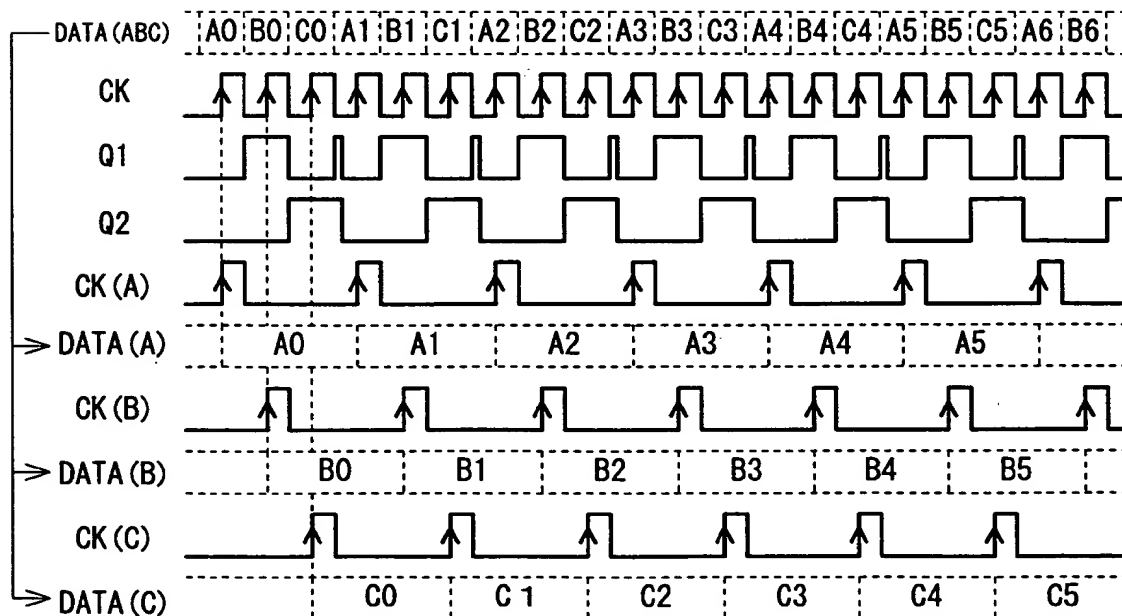 DATA(ABC) A0 B0 C0 A1 B1 C1 A2 B2 C2 A3 B3 C3 A4 B4 C4 A5 B5 C5 A6 B6
CK
Q1
Q2
CK(A)
DATA(A) A0 A1 A2 A3 A4 A5
CK(B)
DATA(B) B0 B1 B2 B3 B4 B5
CK(C)
DATA(C) C0 C1 C2 C3 C4 C5